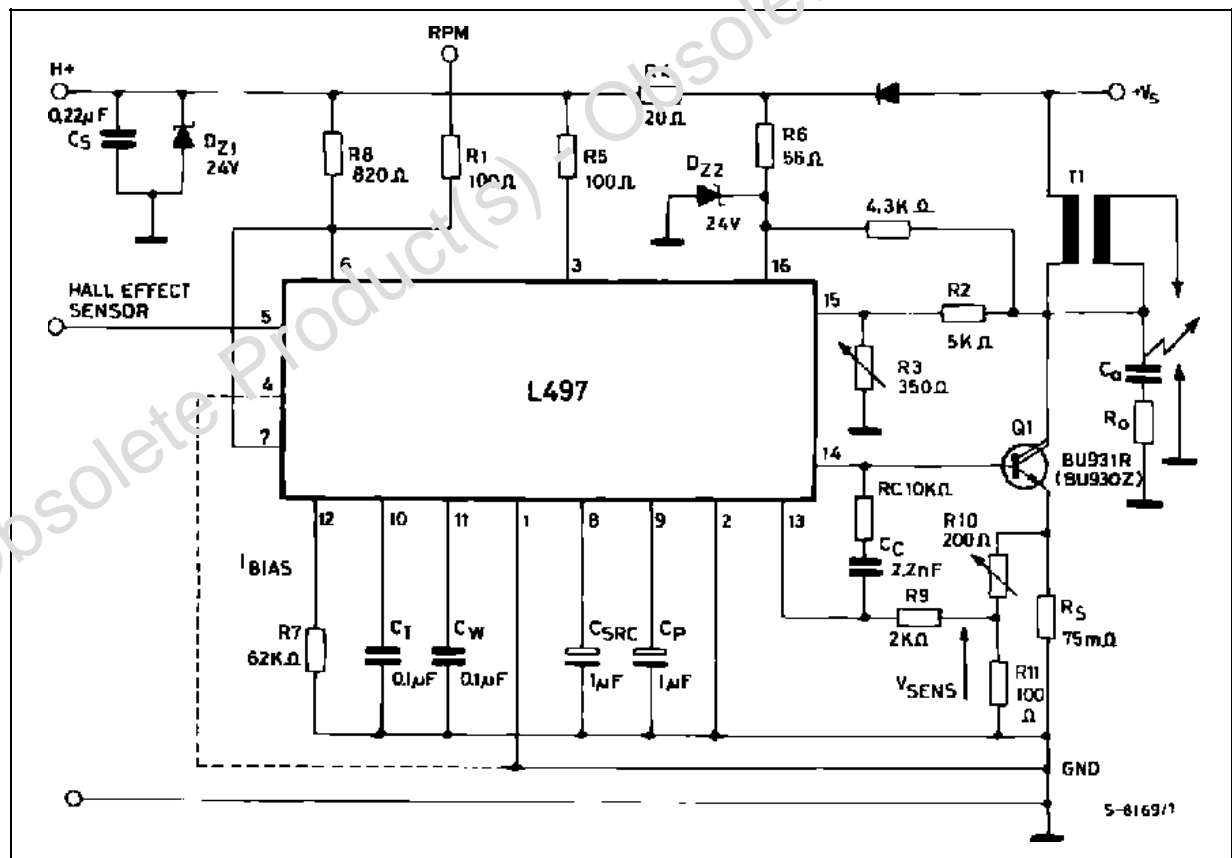 RPM
H+
0,22µF
CS
DZ1
24V
R8
820Ω
R1
100Ω
R5
100Ω
20Ω
R6
56Ω
+VS
DZ2
24V
4.3KΩ
T1
6
3
16
HALL EFFECT
SENSOR
5
15
R2
5KΩ
R3
350Ω
Ca
Ro
4
L497
7
14
Q1
BU931R
(BU930Z)
RC 10KΩ
CC
2.2nF
R10
200Ω
12
10
11
1
8
9
2
13
IBIAS
R9
2KΩ
RS
75mΩ
R7
62KΩ
CT
0.1µF
CW
0.1µF
CSRC
1µF
CP
1µF
VSENS
R11
100
Ω
GND
S-8169/1
Obsolete Product(s) - Obsolete